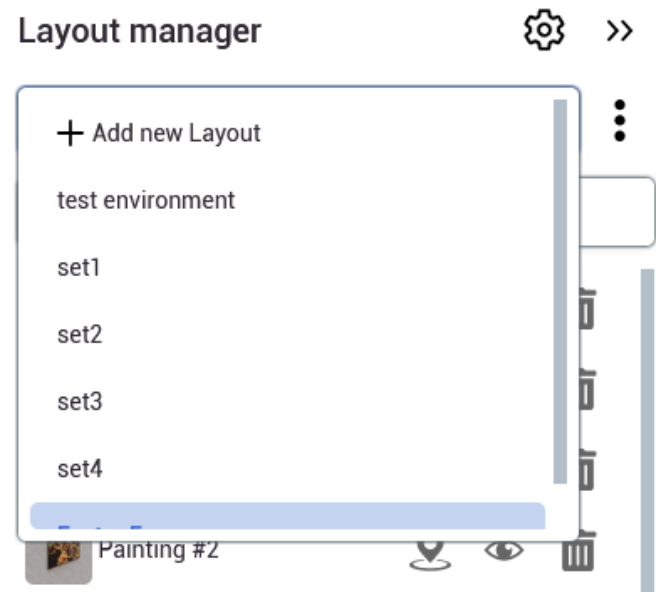 Layout manager
Add new Layout
test environment
set1
set2
set3
set4
Painting #2